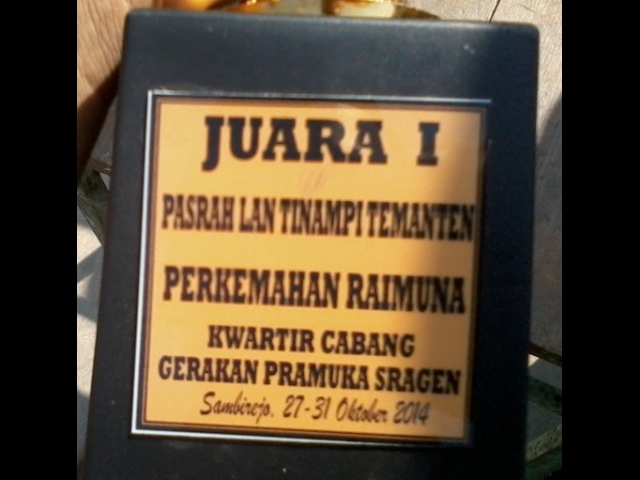 JUARA I
PASRAH LAN TINAMPI TEMANTEN
PERKEMAHAN RAIMUNA
KWARTIR CABANG
GERAKAN PRAMUKA SRAGEN
Sambirejo. 27-31 Oktober 2014